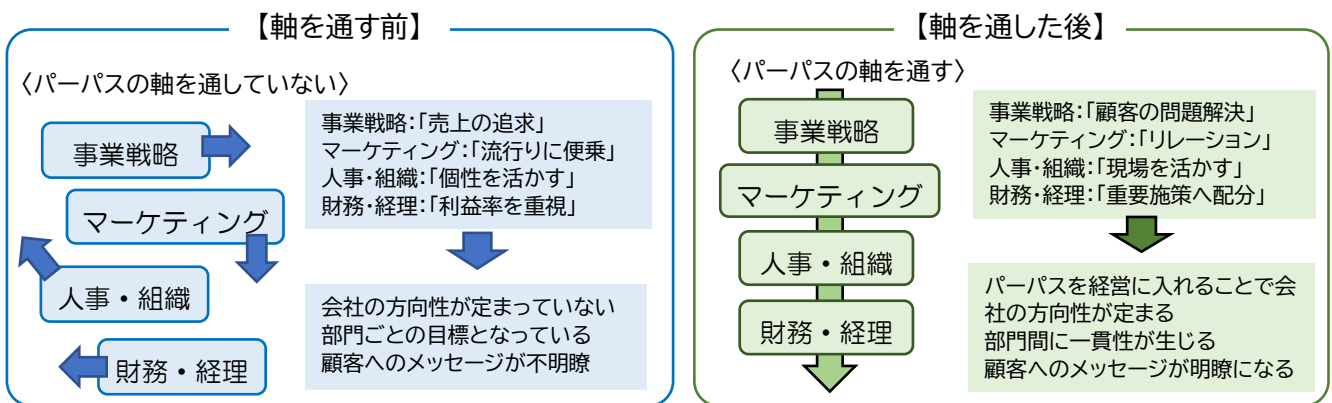 【軸を通す前】
〈パーパスの軸を通していない〉
事業戦略
マーケティング
人事・組織
財務・経理
事業戦略:「売上の追求」
マーケティング:「流行りに便乗」
人事・組織:「個性を活かす」
財務・経理:「利益率を重視」
会社の方向性が定まっていない
部門ごとの目標となっている
顧客へのメッセージが不明瞭
【軸を通した後】
〈パーパスの軸を通す〉
事業戦略
マーケティング
人事・組織
財務・経理
事業戦略:「顧客の問題解決」
マーケティング:「リレーション」
人事・組織:「現場を活かす」
財務・経理:「重要施策へ配分」
パーパスを経営に入れることで会
社の方向性が定まる
部門間に一貫性が生じる
顧客へのメッセージが明瞭になる